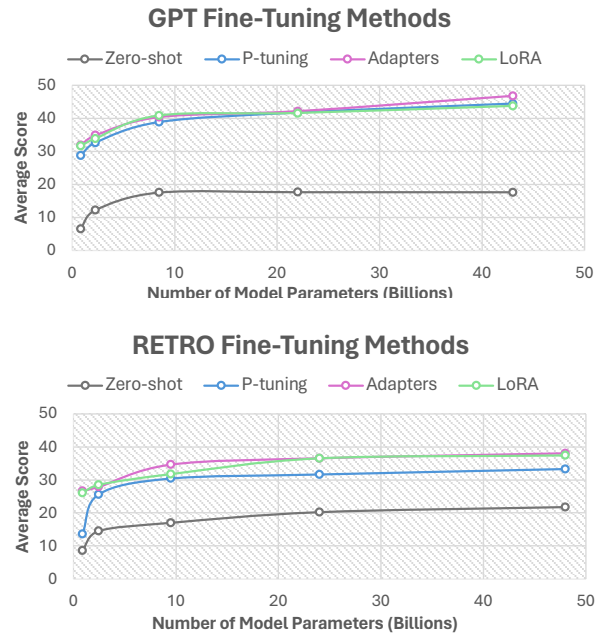 GPT Fine-Tuning Methods
Zero-shot P-tuning Adapters LoRA
50
40
30
20
10
0
Average Score
0 10 20 30 40 50
Number of Model Parameters (Billions)
RETRO Fine-Tuning Methods
Zero-shot P-tuning Adapters LoRA
50
40
30
20
10
0
Average Score
0 10 20 30 40 50
Number of Model Parameters (Billions)